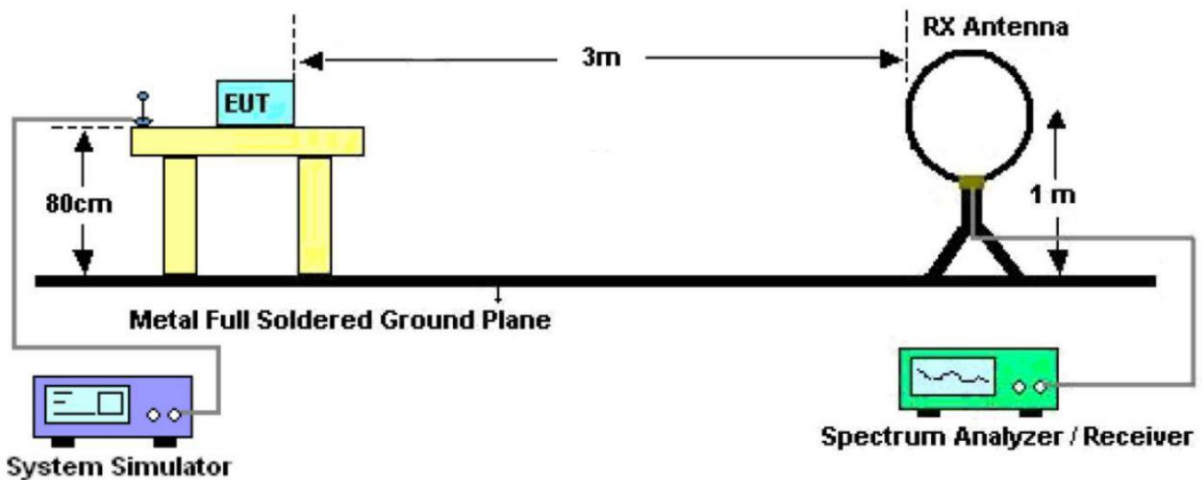 RX Antenna
3m
EUT
80cm
1 m
Metal Full Soldered Ground Plane
System Simulator
Spectrum Analyzer / Receiver